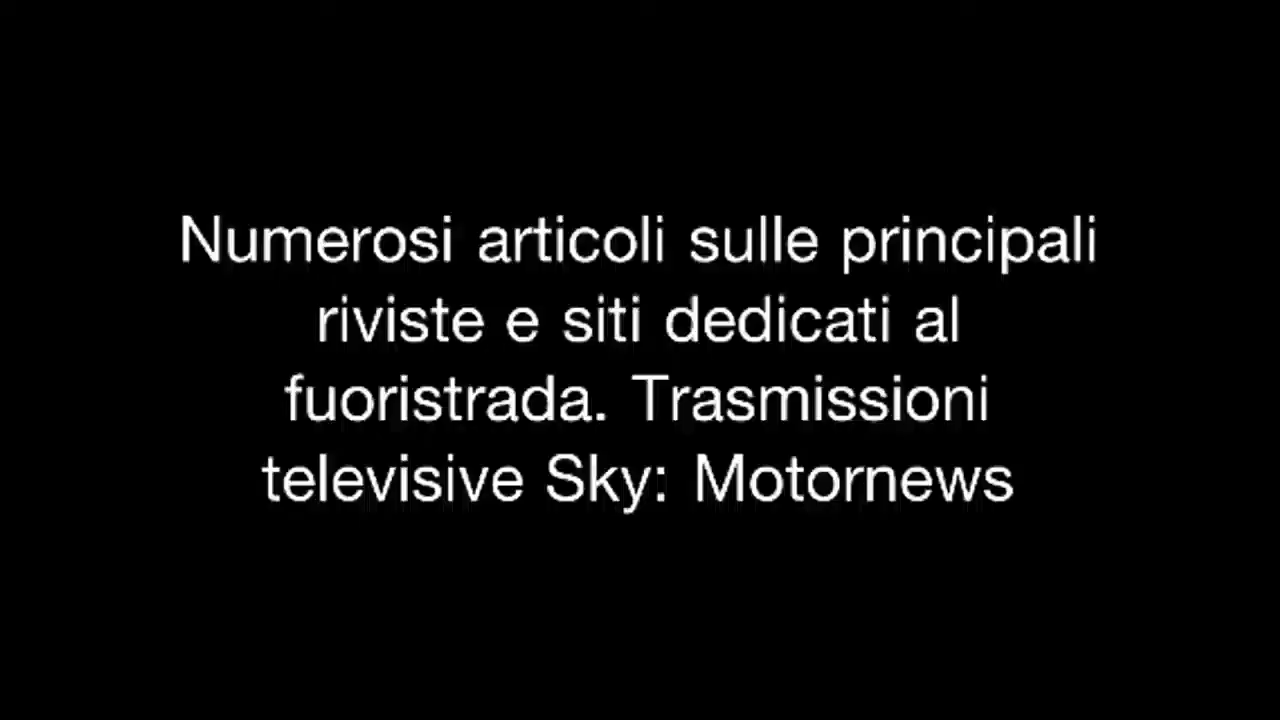 Numerosi articoli sulle principali
riviste e siti dedicati al
fuoristrada. Trasmissioni
televisive Sky: Motornews